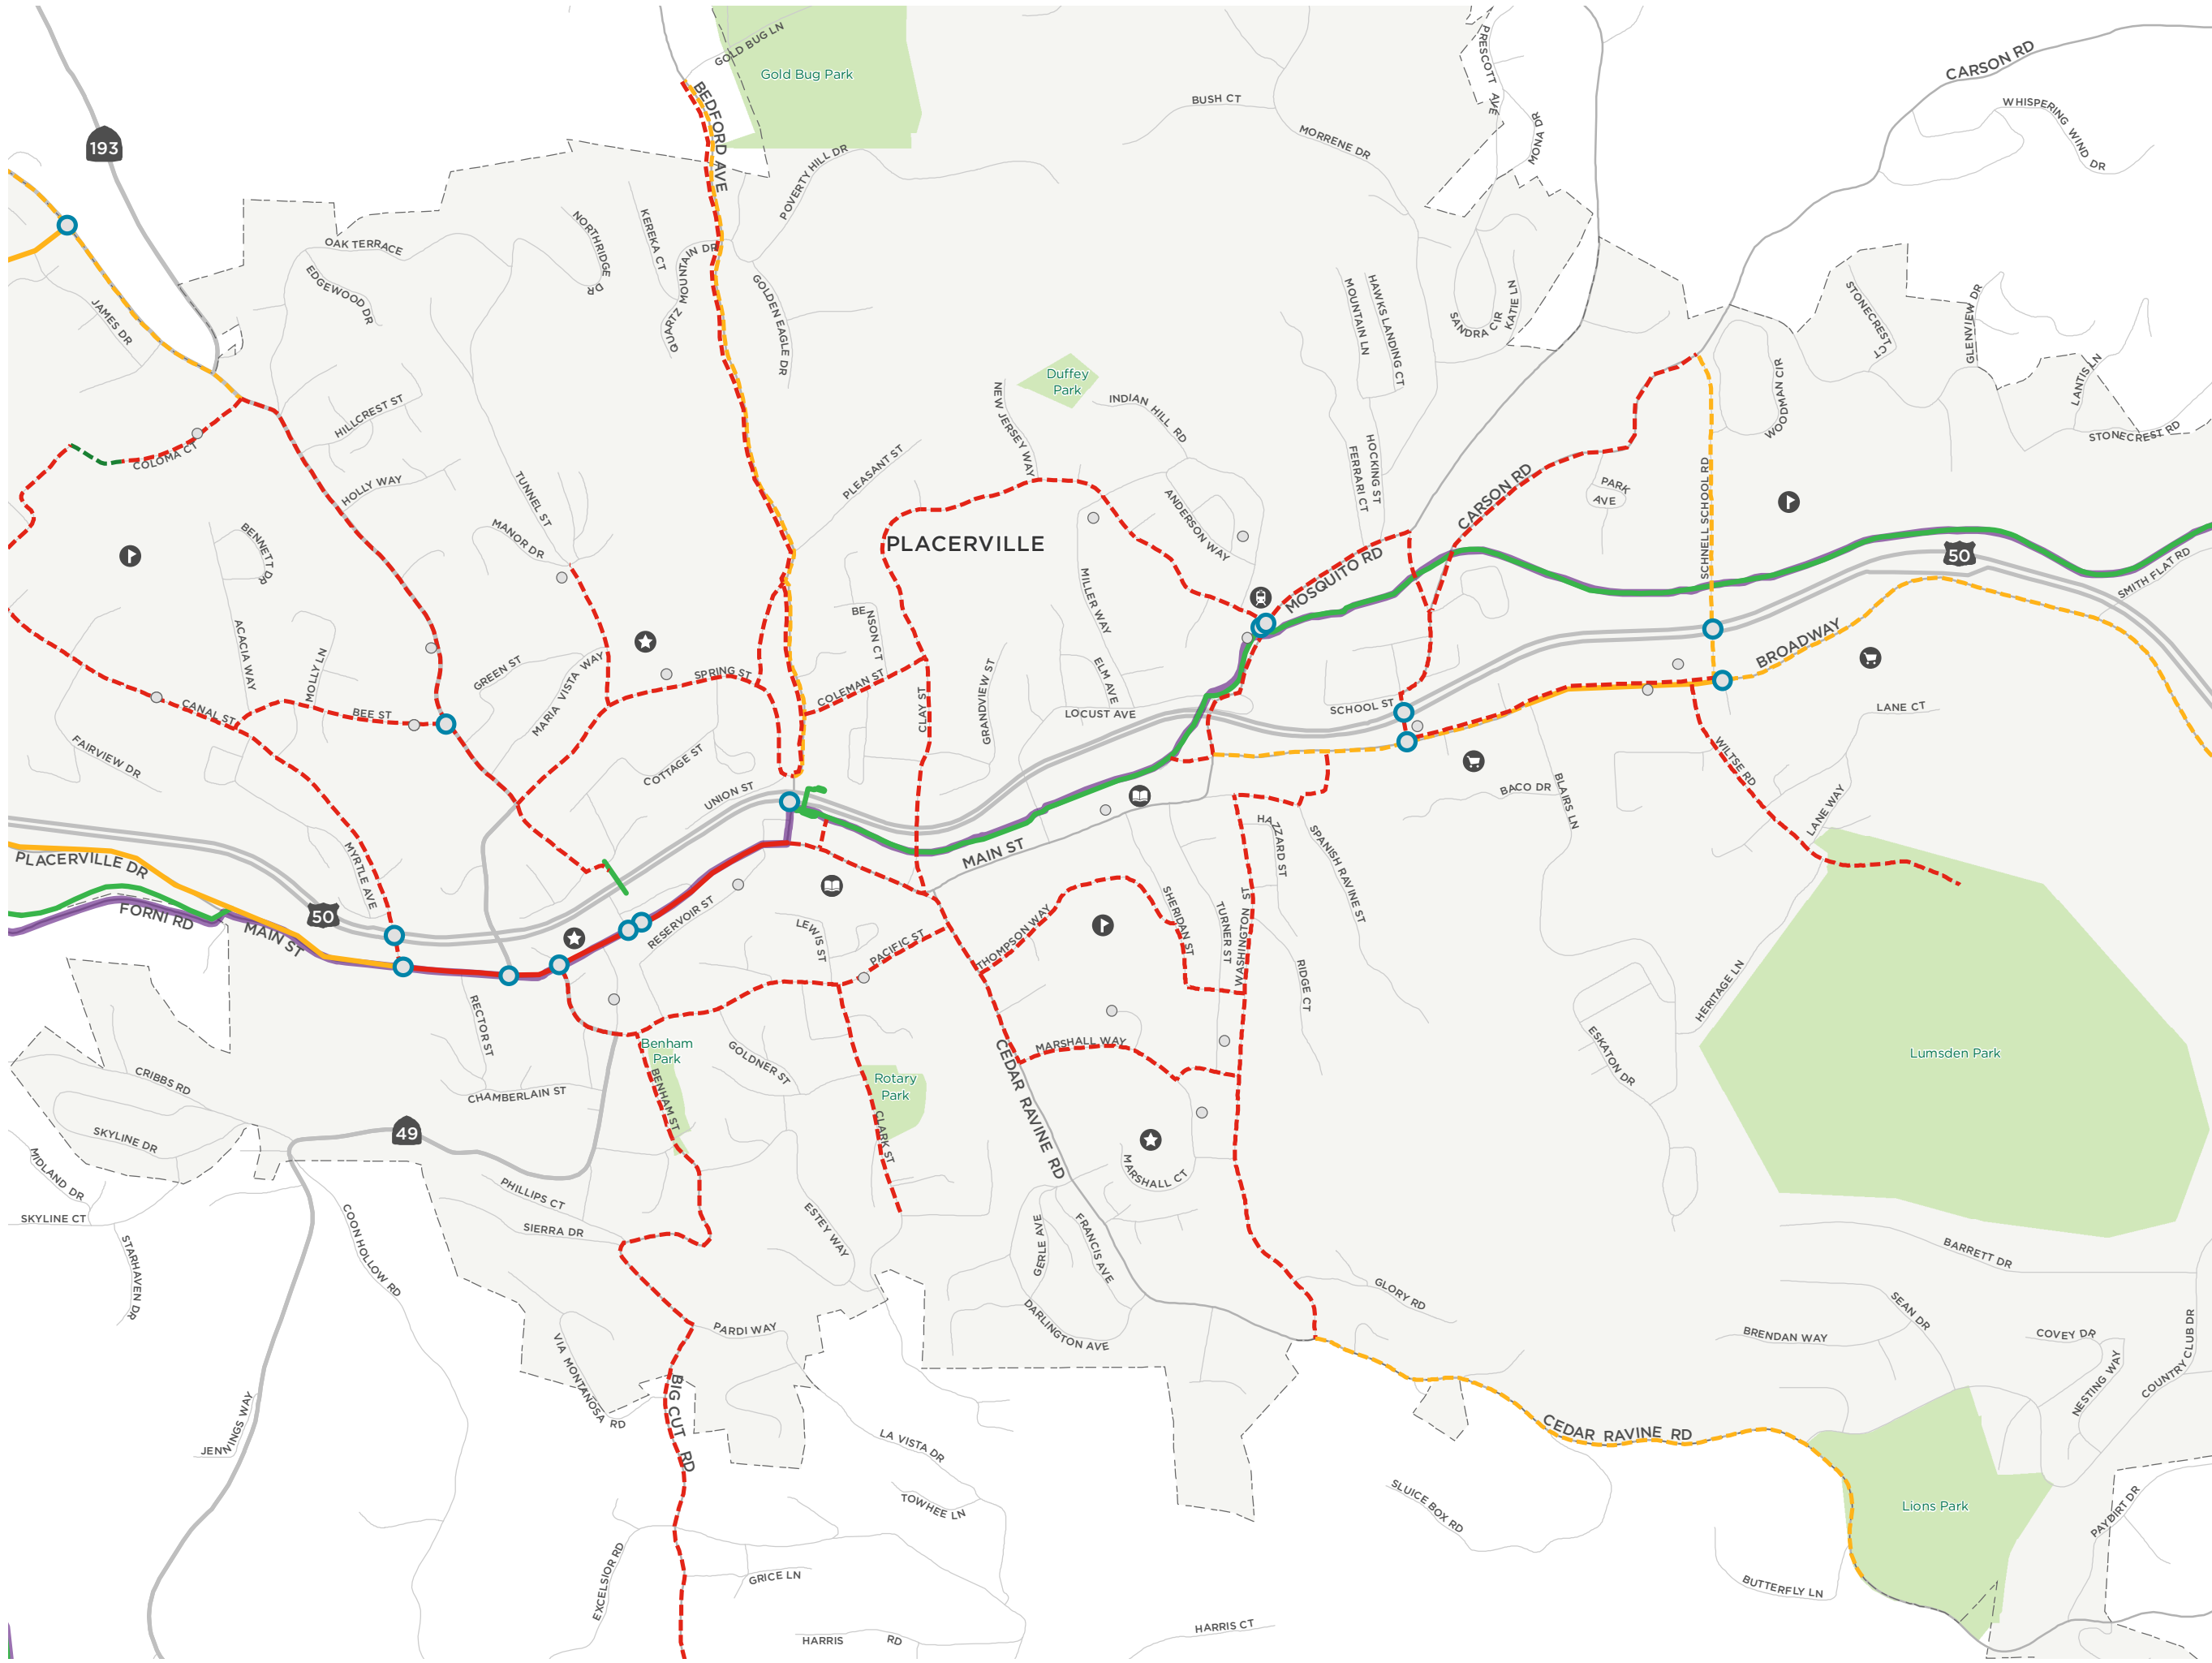 GOLD BUG LN
Gold Bug Park
BEDFORD AVE
PRESCOTT AVE
CARSON RD
WHISPERING WIND DR
BUSH CT
MORRENE DR
MONA DR
193
POVERTY HILL DR
OAK TERRACE
NORTHRIDGE DR
KEREKA CT
QUARTZ MOUNTAIN DR
EDGEWOOD DR
JAMES DR
GOLDEN EAGLE DR
MOUNTAIN LN
HAWKS LANDING CT
SANDRA CIR
KATIE LN
STONECREST CT
GLENVIEW DR
LANTIS LN
STONECREST RD
WOODMAN CIR
Duffey
Park
INDIAN HILL RD
NEW JERSEY WAY
HILLCREST ST
COLOMA CT
HOLLY WAY
TUNNEL ST
MANOR DR
PLEASANT ST
ANDERSON WAY
FERRARI CT
HOCKING ST
CARSON RD
PARK
AVE
SCHNELL SCHOOL RD
PLACERVILLE
MOSQUITO RD
50
SMITH FLAT RD
BENNETT DR
ACACIA WAY
MOLLY LN
GREEN ST
MARIA VISTA WAY
SPRING ST
BENSON CT
COLEMAN ST
CLAY ST
GRANDVIEW ST
MILLER WAY
ELM AVE
LOCUST AVE
SCHOOL ST
BROADWAY
LANE CT
CANAL ST
BEE ST
FAIRVIEW DR
COTTAGE ST
UNION ST
WILTSE RD
LANE WAY
BACO DR
BLAIRS LN
HAZZARD ST
SPANISH RAVINE ST
MAIN ST
PLACERVILLE DR
MYRTLE AVE
FORNI RD
MAIN ST
50
RESERVOIR ST
LEWIS ST
PACIFIC ST
THOMPSON WAY
SHERIDAN ST
TURNER ST
WASHINGTON ST
RIDGE CT
HERITAGE LN
ESKATON DR
Lumsden Park
RECTOR ST
Benham
Park
GOLDNER ST
Rotary
Park
MARSHALL WAY
CEDAR RAVINE RD
CRIBBS RD
CHAMBERLAIN ST
BENHAM ST
CLARK ST
49
SKYLINE DR
MIDLAND DR
MARSHALL CT
SKYLINE CT
PHILLIPS CT
SIERRA DR
ESTEY WAY
GERLE AVE
FRANCIS AVE
STARHAVEN DR
COON HOLLOW RD
GLORY RD
BARRETT DR
SEAN DR
BRENDAN WAY
COVEY DR
NESTING WAY
COUNTRY CLUB DR
DARLINGTON AVE
PARDI WAY
VIA MONTANOSA RD
BIG CUT RD
JENNVINGS WAY
LA VISTA DR
TOWHEE LN
CEDAR RAVINE RD
SLUICE BOX RD
Lions Park
PAYDIRT DR
EXCELSIOR RD
GRICE LN
BUTTERFLY LN
HARRIS RD
HARRIS CT